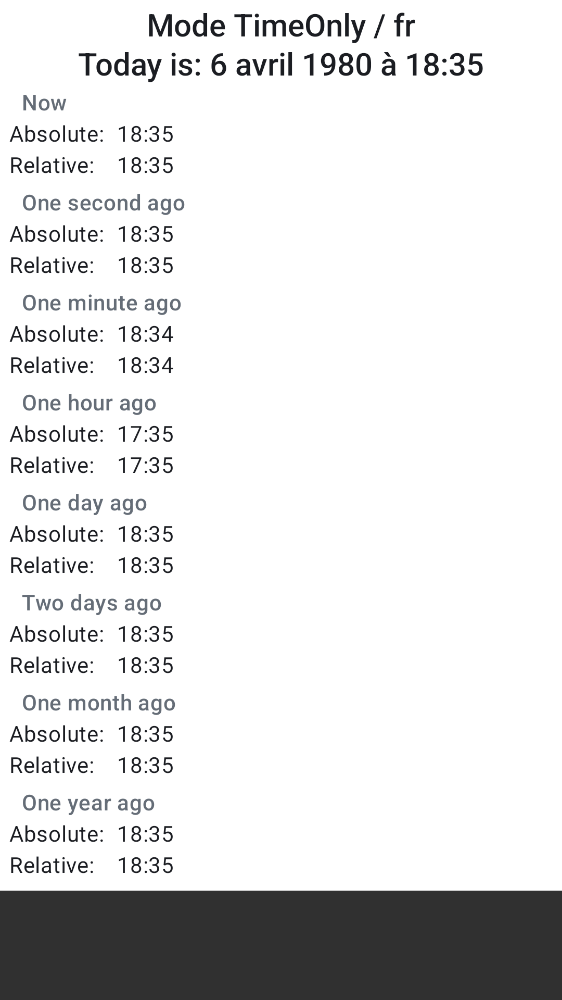 Mode TimeOnly / fr
Today is: 6 avril 1980 à 18:35
Now
Absolute: 18:35
Relative: 18:35
One second ago
Absolute: 18:35
Relative: 18:35
One minute ago
Absolute: 18:34
Relative: 18:34
One hour ago
Absolute: 17:35
Relative: 17:35
One day ago
Absolute: 18:35
Relative: 18:35
Two days ago
Absolute: 18:35
Relative: 18:35
One month ago
Absolute: 18:35
Relative: 18:35
One year ago
Absolute: 18:35
Relative: 18:35